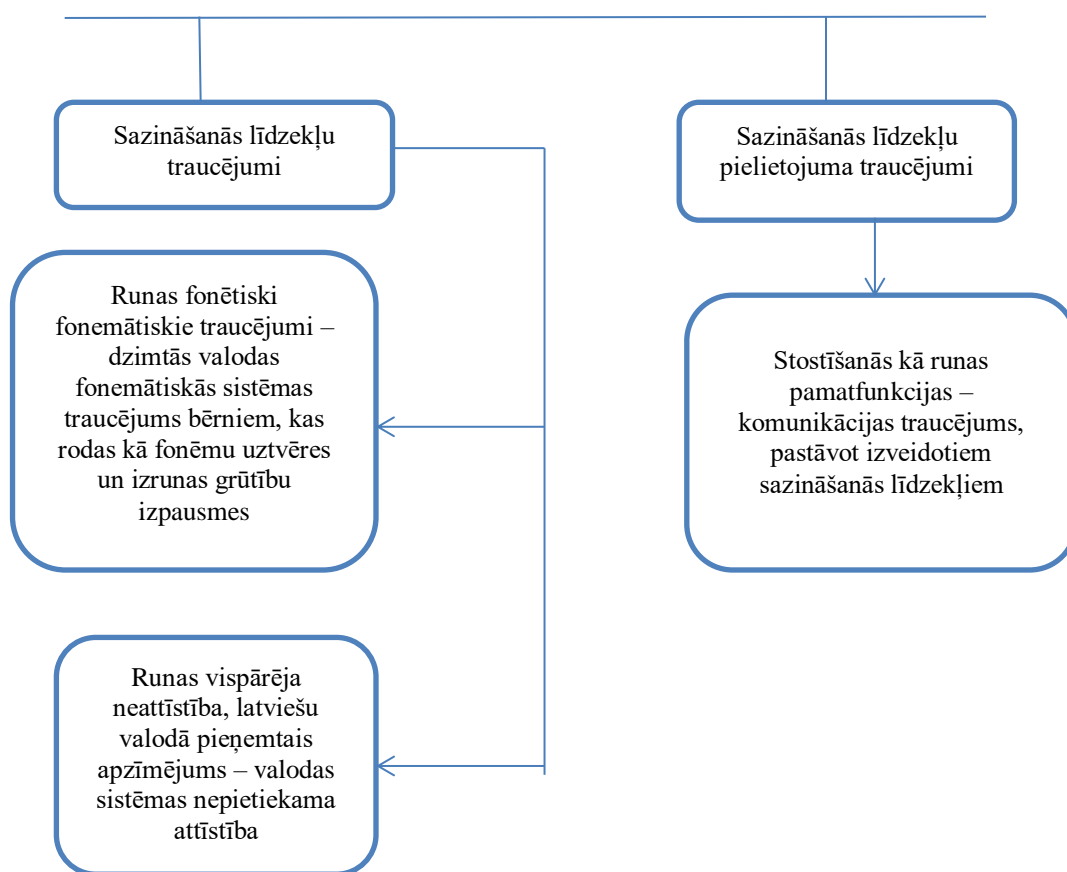 Sazināšanās līdzekļu
traucējumi
Sazināšanās līdzekļu
pielietojuma traucējumi
Runas fonētiski
fonemātiskie traucējumi –
dzimtās valodas
fonemātiskās sistēmas
traucējums bērniem, kas
rodas kā fonēmu uztvēres
un izrunas grūtību
izpausmes
Stostīšanās kā runas
pamatfunkcijas –
komunikācijas traucējums,
pastāvot izveidotiem
sazināšanās līdzekļiem
Runas vispārēja
neattīstība, latviešu
valodā pieņemtais
apzīmējums – valodas
sistēmas nepietiekama
attīstība